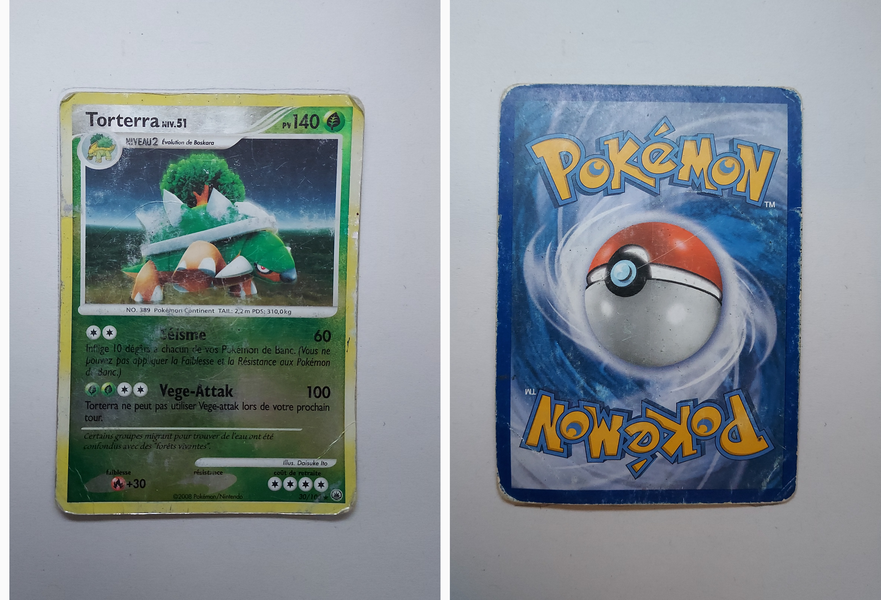 Torterra NIV.51
PV 140
NIVEAU 2 Évolution de Boskara
NO. 389 Pokémon Continent TAIL: 2,2 m PDS: 310,0 kg
Séisme 60
Inflige 10 dégâts à chacun de vos Pokémon de Banc. (Vous ne
pouvez pas appliquer la Faiblesse et la Résistance aux Pokémon
de Banc.)
Vege-Attak 100
Torterra ne peut pas utiliser Vege-attak lors de votre prochain
tour.
Certains groupes migrant pour trouver de l'eau ont été
confondus avec des "forêts vivantes".
Illus. Daisuke Ito
faiblesse résistance coût de retraite
+30
©2008 Pokémon/Nintendo
POKéMON
TM
POKéMON
TM